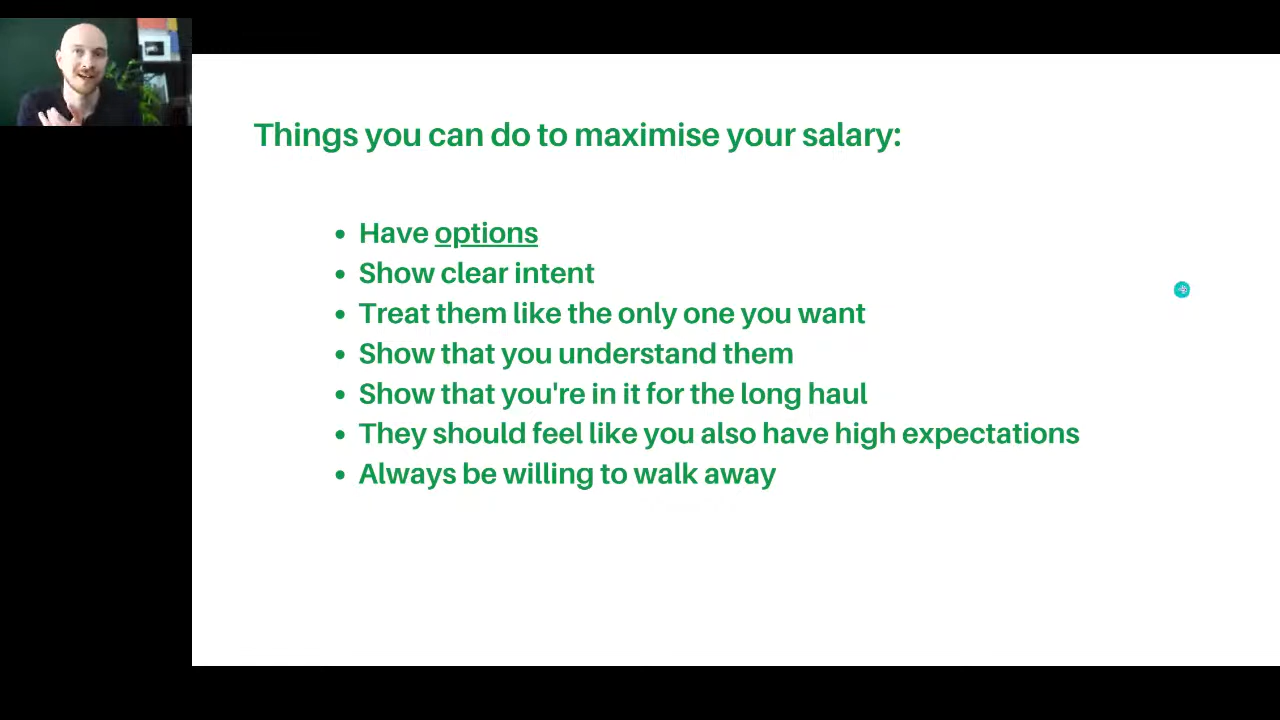 Things you can do to maximise your salary:
Have options
Show clear intent
Treat them like the only one you want
Show that you understand them
Show that you're in it for the long haul
They should feel like you also have high expectations
Always be willing to walk away